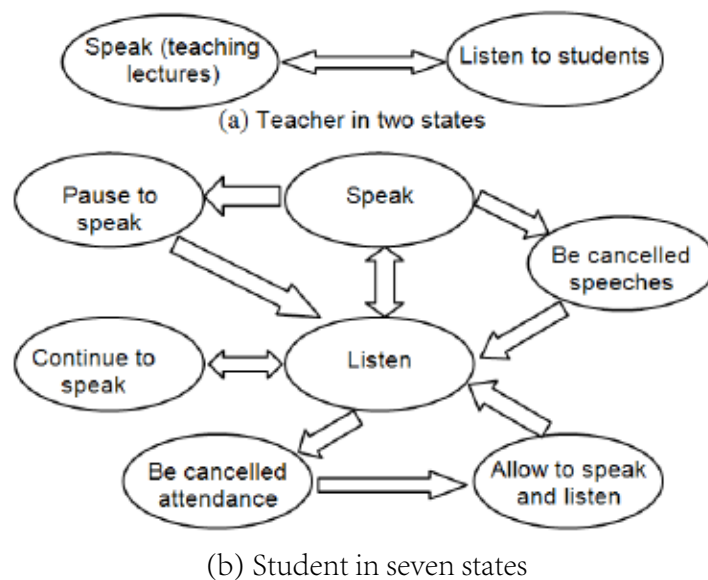 Speak (teaching
lectures)
Listen to students
(a) Teacher in two states
Pause to
speak
Speak
Be cancelled
speeches
Continue to
speak
Listen
Be cancelled
attendance
Allow to speak
and listen
(b) Student in seven states